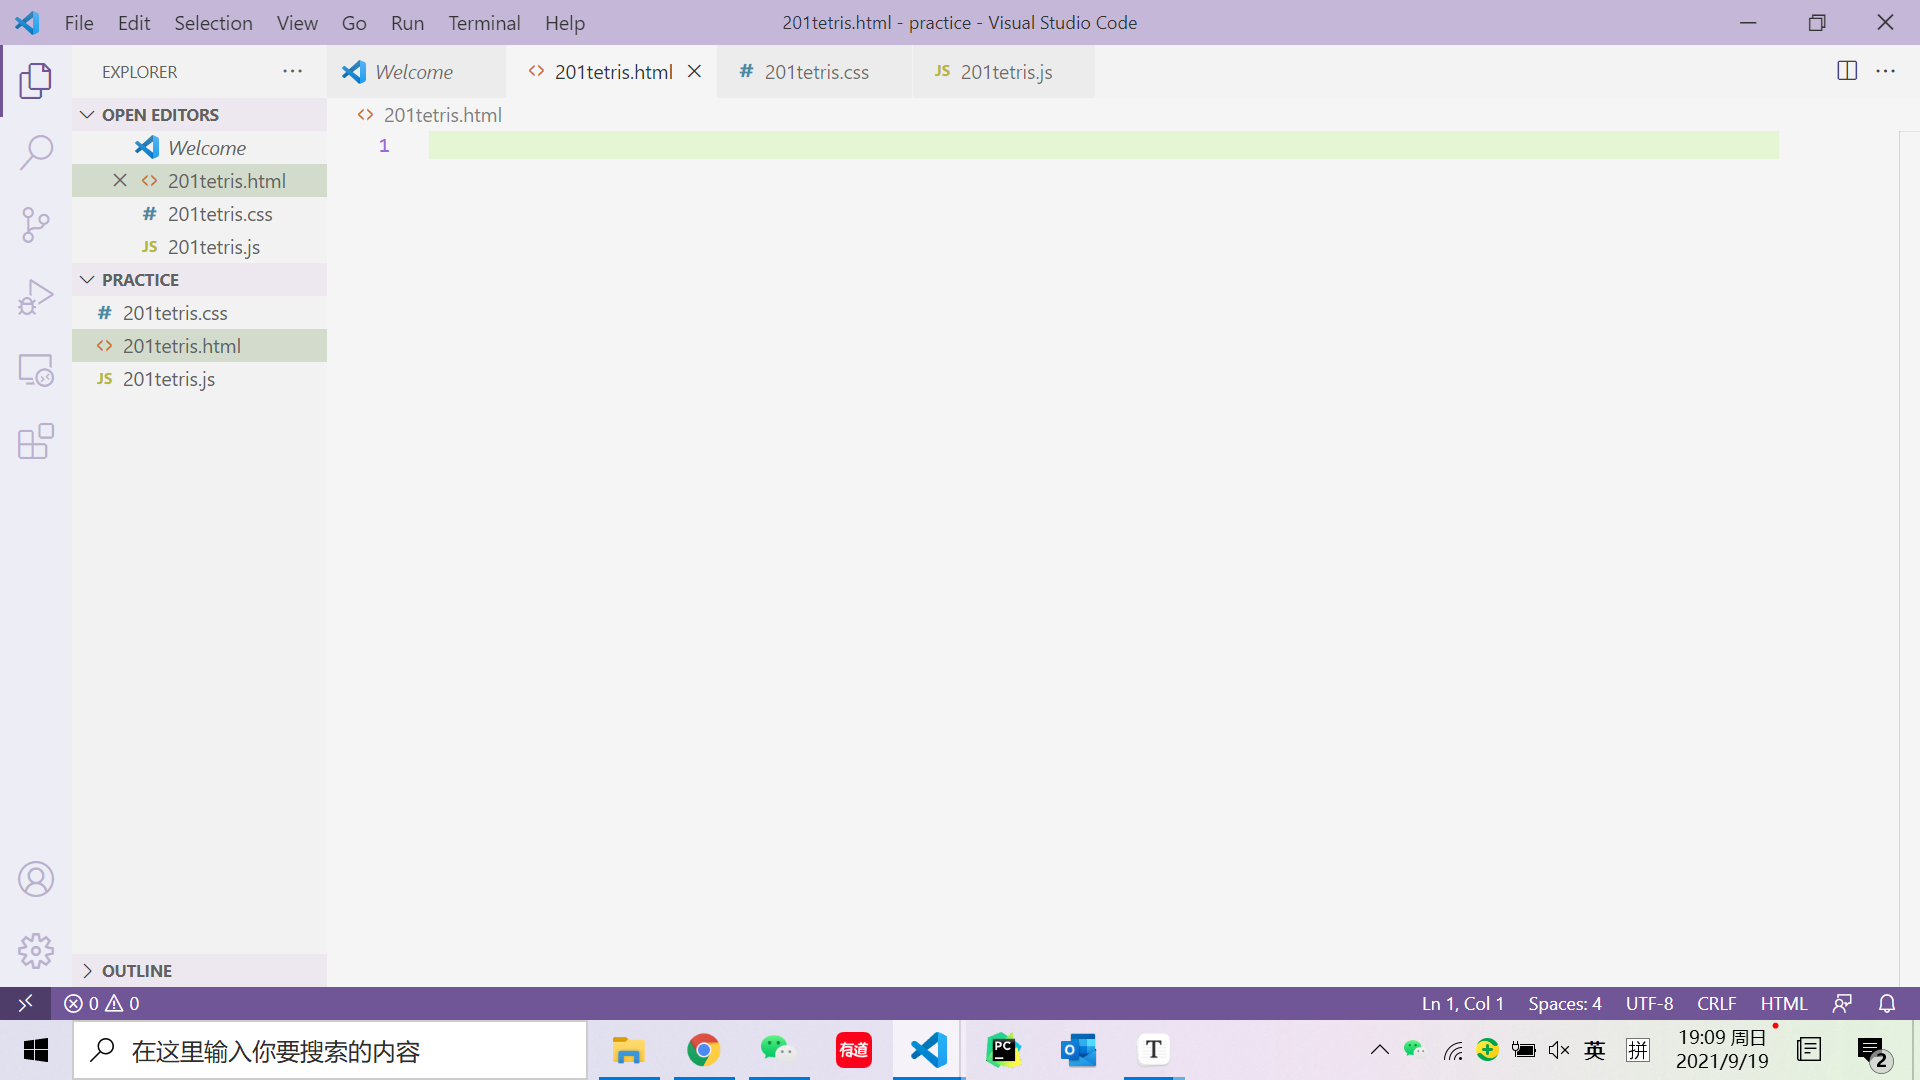 File Edit Selection View Go Run Terminal Help 201tetris.html - practice - Visual Studio Code
EXPLORER
Welcome 201tetris.html # 201tetris.css JS 201tetris.js
OPEN EDITORS
Welcome
201tetris.html
# 201tetris.css
JS 201tetris.js
PRACTICE
# 201tetris.css
201tetris.html
JS 201tetris.js
OUTLINE
201tetris.html
1
0 0 Ln 1, Col 1 Spaces: 4 UTF-8 CRLF HTML
在这里输入你要搜索的内容
有道
PC
O
T
英
拼
19:09 周日
2021/9/19
2